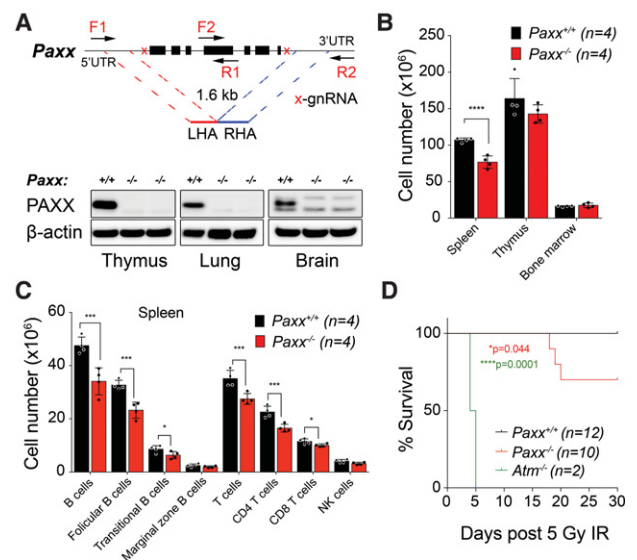 A
F1
F2
Paxx
x
x
3'UTR
5'UTR
R1
R2
1.6 kb
x-gnRNA
LHA RHA
Paxx: +/+ -/- -/- +/+ -/- -/- +/+ -/- -/-
PAXX
β-actin
Thymus Lung Brain
B
Paxx+/+ (n=4)
Paxx-/- (n=4)
Cell number (x10⁶)
250
200
150
100
50
0
****
Spleen
Thymus
Bone marrow
C
Spleen
Paxx+/+ (n=4)
Paxx-/- (n=4)
Cell number (x10⁶)
60
40
20
0
***
***
*
***
***
*
B cells
Folicular B cells
Transitional B cells
Marginal zone B cells
T cells
CD4 T cells
CD8 T cells
NK cells
D
% Survival
100
50
0
*p=0.044
****p=0.0001
Paxx+/+ (n=12)
Paxx-/- (n=10)
Atm-/- (n=2)
0 10 20 30
Days post 5 Gy IR